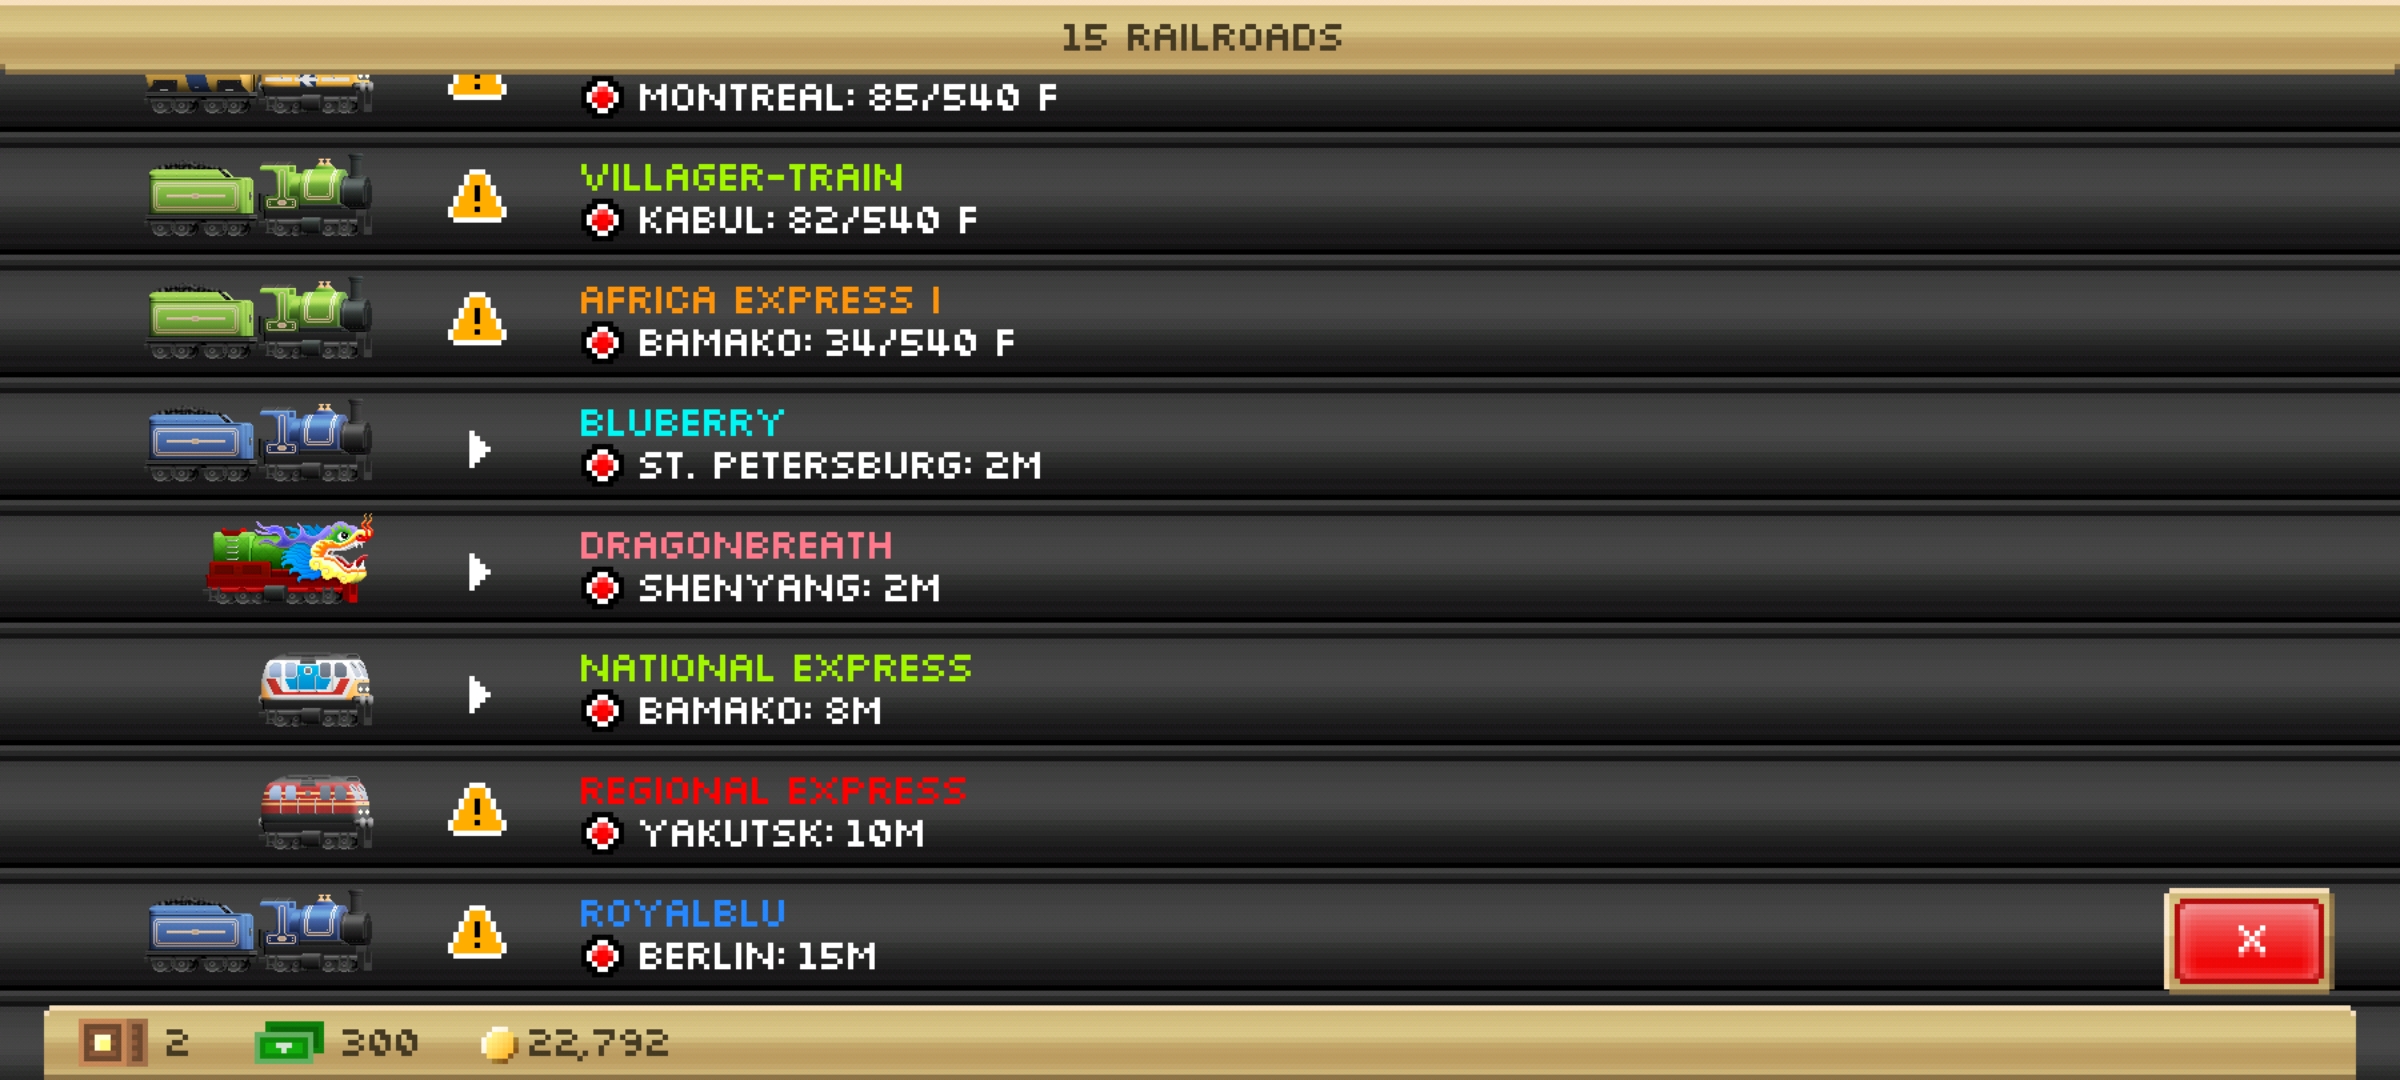 15 RAILROADS
MONTREAL: 85/540 F
VILLAGER-TRAIN
KABUL: 82/540 F
AFRICA EXPRESS I
BAMAKO: 34/540 F
BLUBERRY
ST. PETERSBURG: 2M
DRAGONBREATH
SHENYANG: 2M
NATIONAL EXPRESS
BAMAKO: 8M
REGIONAL EXPRESS
YAKUTSK: 10M
ROYALBLU
BERLIN: 15M
X
2 300 22,792